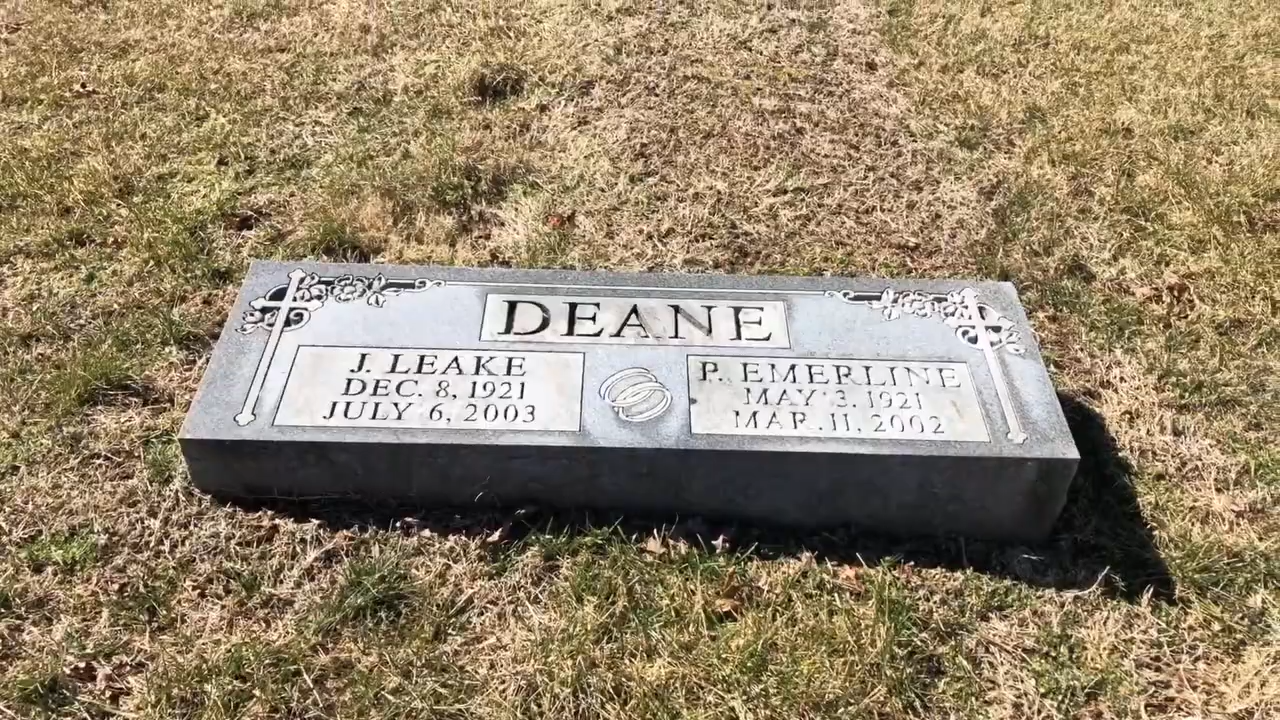 DEANE
J. LEAKE
DEC. 8, 1921
JULY 6, 2003
P. EMERLINE
MAY 3, 1921
MAR. 11, 2002